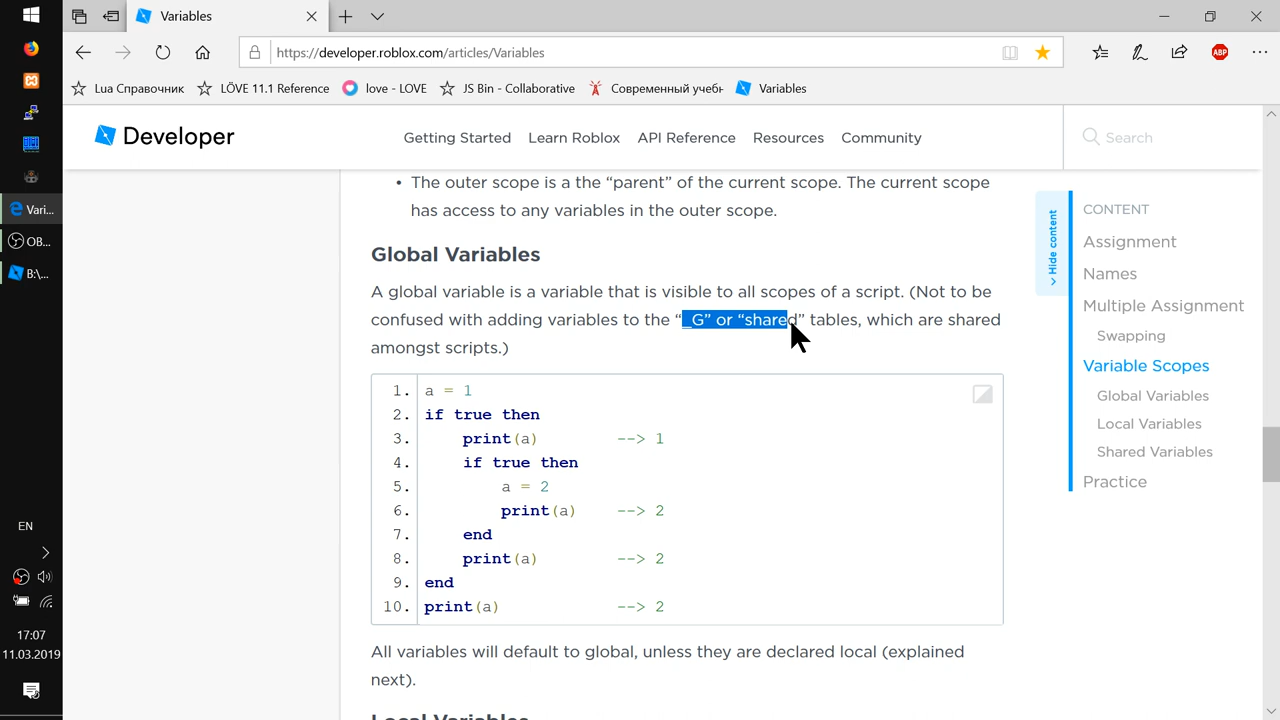 Variables
https://developer.roblox.com/articles/Variables
ABP
Lua Справочник
LÖVE 11.1 Reference
love - LOVE
JS Bin - Collaborative
Современный учебн
Variables
Developer
Getting Started
Learn Roblox
API Reference
Resources
Community
Search
• The outer scope is a the “parent” of the current scope. The current scope
has access to any variables in the outer scope.
Global Variables
A global variable is a variable that is visible to all scopes of a script. (Not to be
confused with adding variables to the “_G” or “shared” tables, which are shared
amongst scripts.)
1. a = 1
2. if true then
3. print(a) --> 1
4. if true then
5. a = 2
6. print(a) --> 2
7. end
8. print(a) --> 2
9. end
10. print(a) --> 2
All variables will default to global, unless they are declared local (explained
next).
Local Variables
Hide content
CONTENT
Assignment
Names
Multiple Assignment
Swapping
Variable Scopes
Global Variables
Local Variables
Shared Variables
Practice
Vari...
OB...
B:\...
EN
17:07
11.03.2019